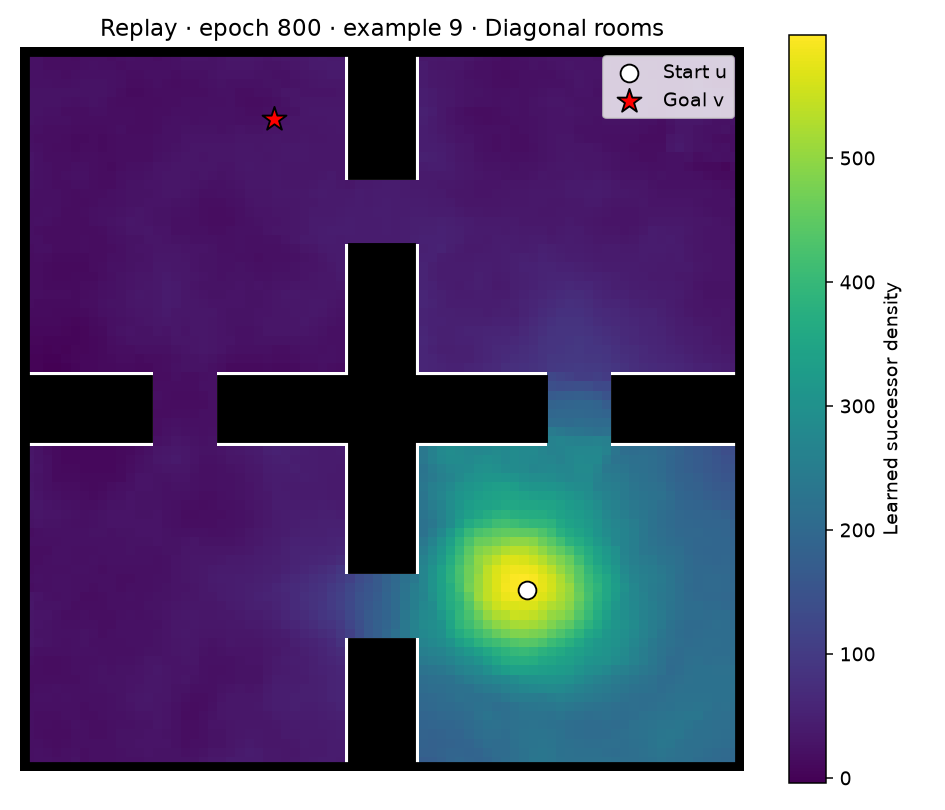 Replay · epoch 800 · example 9 · Diagonal rooms
Start u
Goal v
500
400
300
200
100
0
Learned successor density